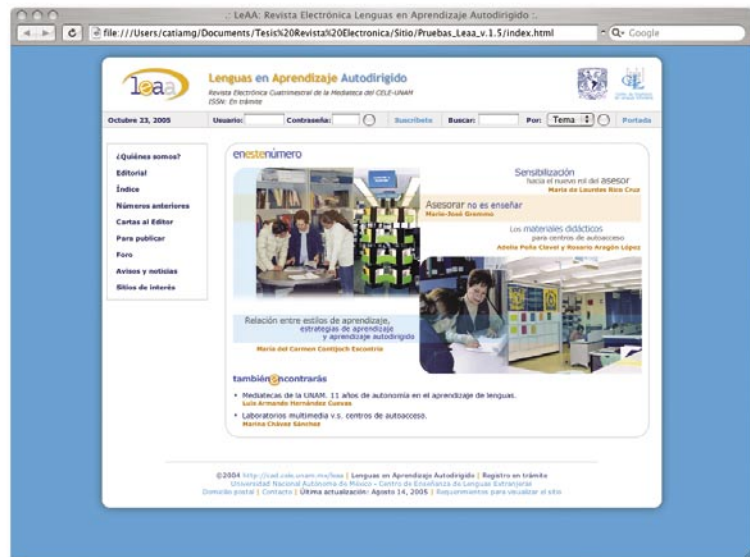 .: LeAA: Revista Electrónica Lenguas en Aprendizaje Autodirigido :.
file:///Users/catiamg/Documents/Tesis%20Revista%20Electronica/Sitio/Pruebas_Leaa_v.1.5/index.html
Google
leaa
Lenguas en Aprendizaje Autodirigido
Revista Electrónica Cuatrimestral de la Mediateca del CELE-UNAM
ISSN: En trámite
Octubre 23, 2005
Usuario:
Contraseña:
Suscríbete
Buscar:
Por:
Tema
Portada
¿Quiénes somos?
Editorial
Índice
Números anteriores
Cartas al Editor
Para publicar
Foro
Avisos y noticias
Sitios de interés
enestenúmero
Sensibilización
hacia el nuevo rol del asesor
María de Lourdes Rico Cruz
Asesorar no es enseñar
Marie-José Gremmo
Los materiales didácticos
para centros de autoacceso
Adelia Peña Clavel y Rosario Aragón López
Relación entre estilos de aprendizaje,
estrategias de aprendizaje
y aprendizaje autodirigido
María del Carmen Contijoch Escontria
tambiénencontrarás
• Mediatecas de la UNAM. 11 años de autonomía en el aprendizaje de lenguas.
Luis Armando Hernández Cuevas
• Laboratorios multimedia v.s. centros de autoacceso.
Marina Chávez Sánchez
©2004 http://cad.cele.unam.mx/leaa | Lenguas en Aprendizaje Autodirigido | Registro en trámite
Universidad Nacional Autónoma de México - Centro de Enseñanza de Lenguas Extranjeras
Domicilio postal | Contacto | Última actualización: Agosto 14, 2005 | Requerimientos para visualizar el sitio